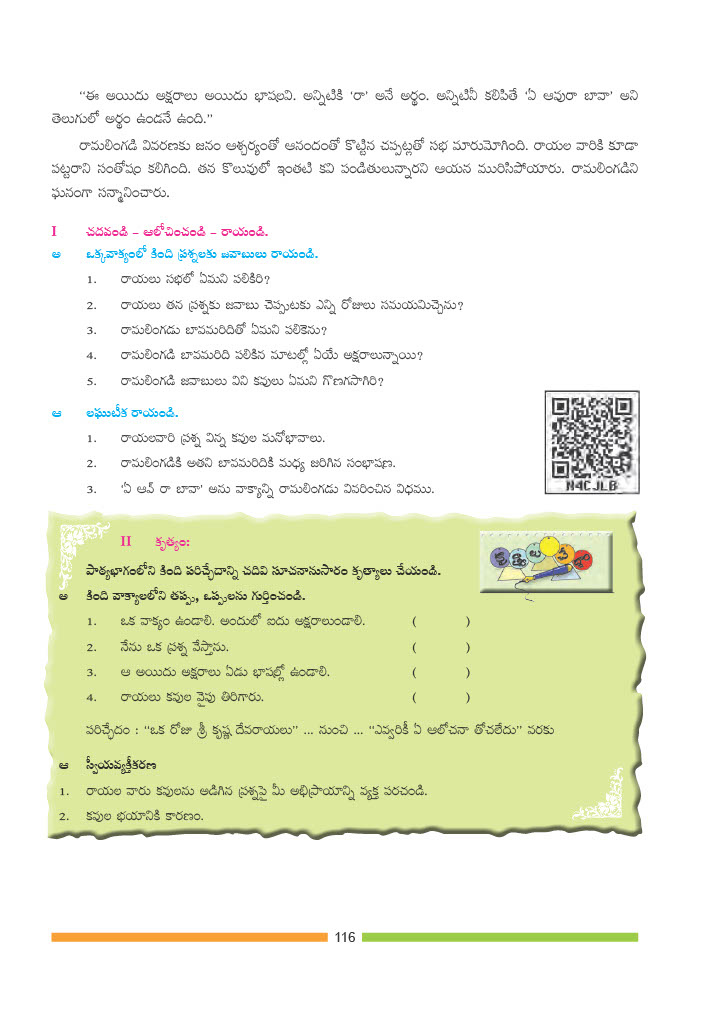 “ఈ అయిదు అక్షరాలు అయిదు భాషలవి. అన్నిటికి ‘రా’ అనే అర్థం. అన్నిటినీ కలిపితే ‘ఏ ఆవురా బావా’ అని
తెలుగులో అర్థం ఉండనే ఉంది.”
రామలింగడి వివరణకు జనం ఆశ్చర్యంతో ఆనందంతో కొట్టిన చప్పట్లతో సభ మారుమోగింది. రాయల వారికి కూడా
పట్టరాని సంతోషం కలిగింది. తన కొలువులో ఇంతటి కవి పండితులున్నారని ఆయన మురిసిపోయారు. రామలింగడిని
ఘనంగా సన్మానించారు.
I చదవండి – ఆలోచించండి – రాయండి.
అ ఒక్కవాక్యంలో కింది ప్రశ్నలకు జవాబులు రాయండి.
1. రాయలు సభలో ఏమని పలికిరి?
2. రాయలు తన ప్రశ్నకు జవాబు చెప్పుటకు ఎన్ని రోజులు సమయమిచ్చెను?
3. రామలింగడు బావమరిదితో ఏమని పలికెను?
4. రామలింగడి బావమరిది పలికిన మాటల్లో ఏయే అక్షరాలున్నాయి?
5. రామలింగడి జవాబులు విని కవులు ఏమని గొణగసాగిరి?
ఆ లఘుటీక రాయండి.
1. రాయలవారి ప్రశ్న విన్న కవుల మనోభావాలు.
2. రామలింగడికి అతని బావమరిదికి మధ్య జరిగిన సంభాషణ.
3. ‘ఏ ఆవ్ రా బావా’ అను వాక్యాన్ని రామలింగడు వివరించిన విధము.
N4CJLB
II కృత్యం:
పాఠ్యభాగంలోని కింది పరిచ్ఛేదాన్ని చదివి సూచనానుసారం కృత్యాలు చేయండి.
అ కింది వాక్యాలలోని తప్పు, ఒప్పులను గుర్తించండి.
1. ఒక వాక్యం ఉండాలి. అందులో ఐదు అక్షరాలుండాలి. ( )
2. నేను ఒక ప్రశ్న వేస్తాను. ( )
3. ఆ అయిదు అక్షరాలు ఏడు భాషల్లో ఉండాలి. ( )
4. రాయలు కవుల వైపు తిరిగారు. ( )
పరిచ్ఛేదం : “ఒక రోజు శ్రీ కృష్ణ దేవరాయలు” ... నుంచి ... “ఎవ్వరికీ ఏ ఆలోచనా తోచలేదు” వరకు
ఆ స్వీయవ్యక్తీకరణ
1. రాయల వారు కవులను అడిగిన ప్రశ్నపై మీ అభిప్రాయాన్ని వ్యక్త పరచండి.
2. కవుల భయానికి కారణం.
116